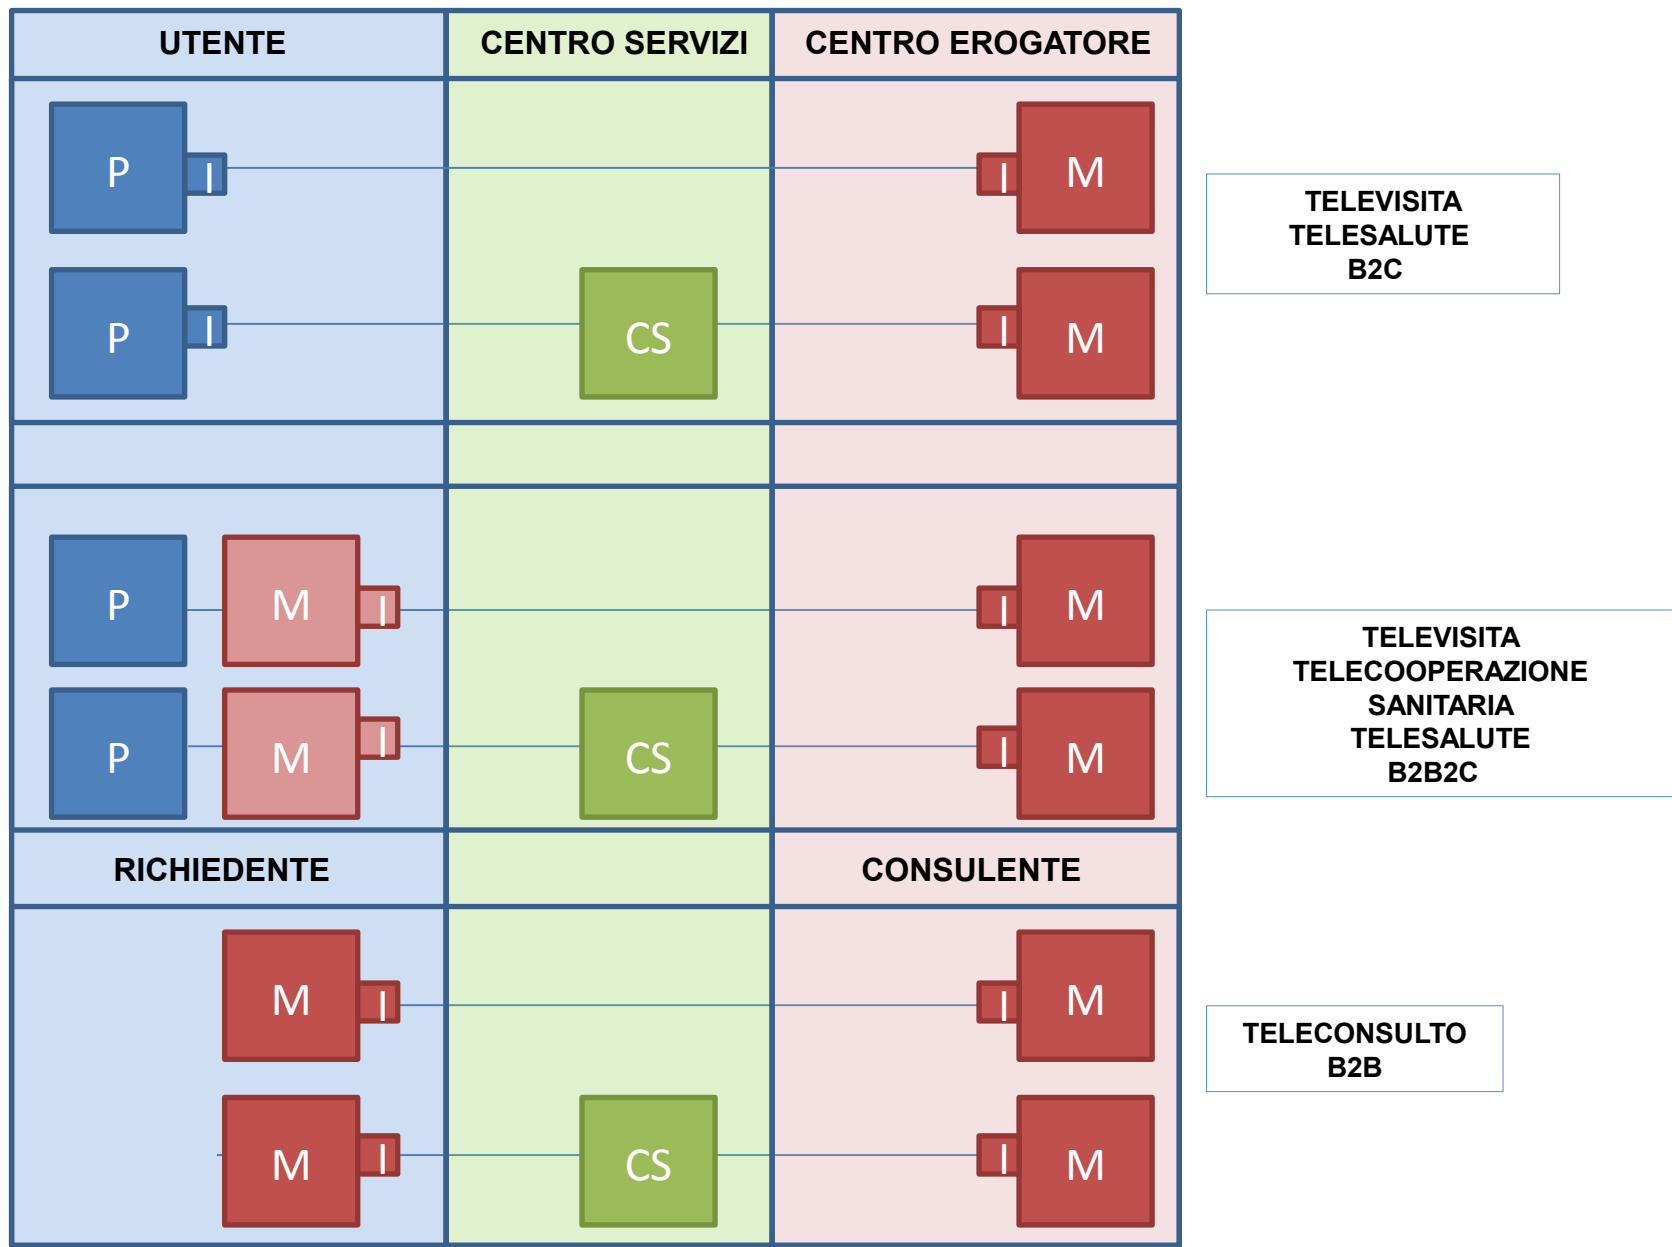 UTENTE
CENTRO SERVIZI
CENTRO EROGATORE
P
I
I
M
TELEVISITA
TELESALUTE
B2C
P
I
CS
I
M
P
M
I
I
M
TELEVISITA
TELECOOPERAZIONE
SANITARIA
TELESALUTE
B2B2C
P
M
I
CS
I
M
RICHIEDENTE
CONSULENTE
M
I
I
M
TELECONSULTO
B2B
M
I
CS
I
M